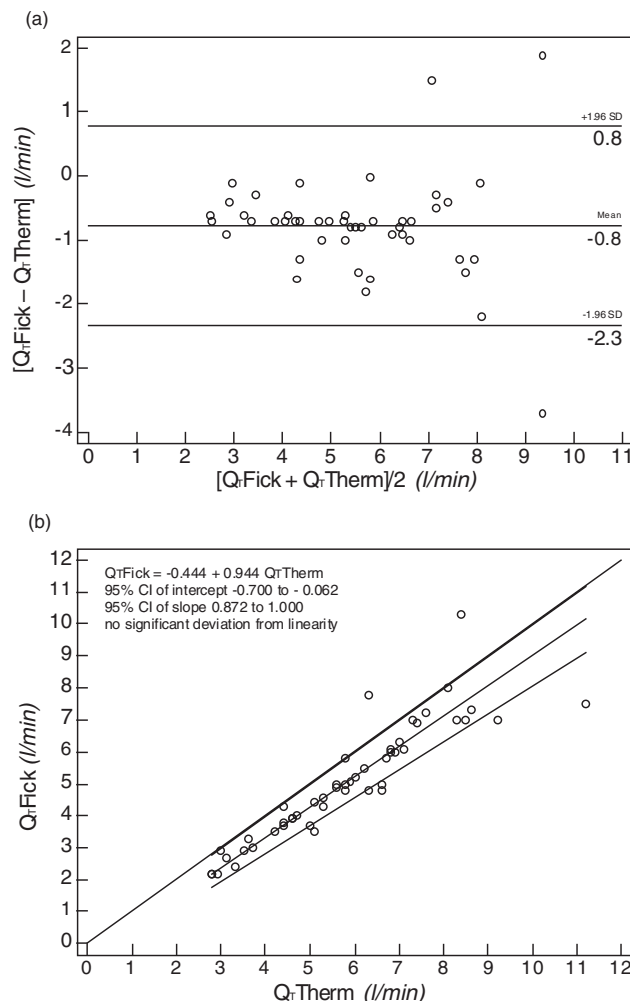 (a)
2
1
0
-1
-2
-3
-4
[QTFick – QTTherm] (l/min)
+1.96 SD
0.8
Mean
-0.8
-1.96 SD
-2.3
0 1 2 3 4 5 6 7 8 9 10 11
[QTFick + QTTherm]/2 (l/min)
(b)
12
11
10
9
8
7
6
5
4
3
2
1
0
QTFick (l/min)
QTFick = -0.444 + 0.944 QTTherm
95% CI of intercept -0.700 to - 0.062
95% CI of slope 0.872 to 1.000
no significant deviation from linearity
0 1 2 3 4 5 6 7 8 9 10 11 12
QTTherm (l/min)